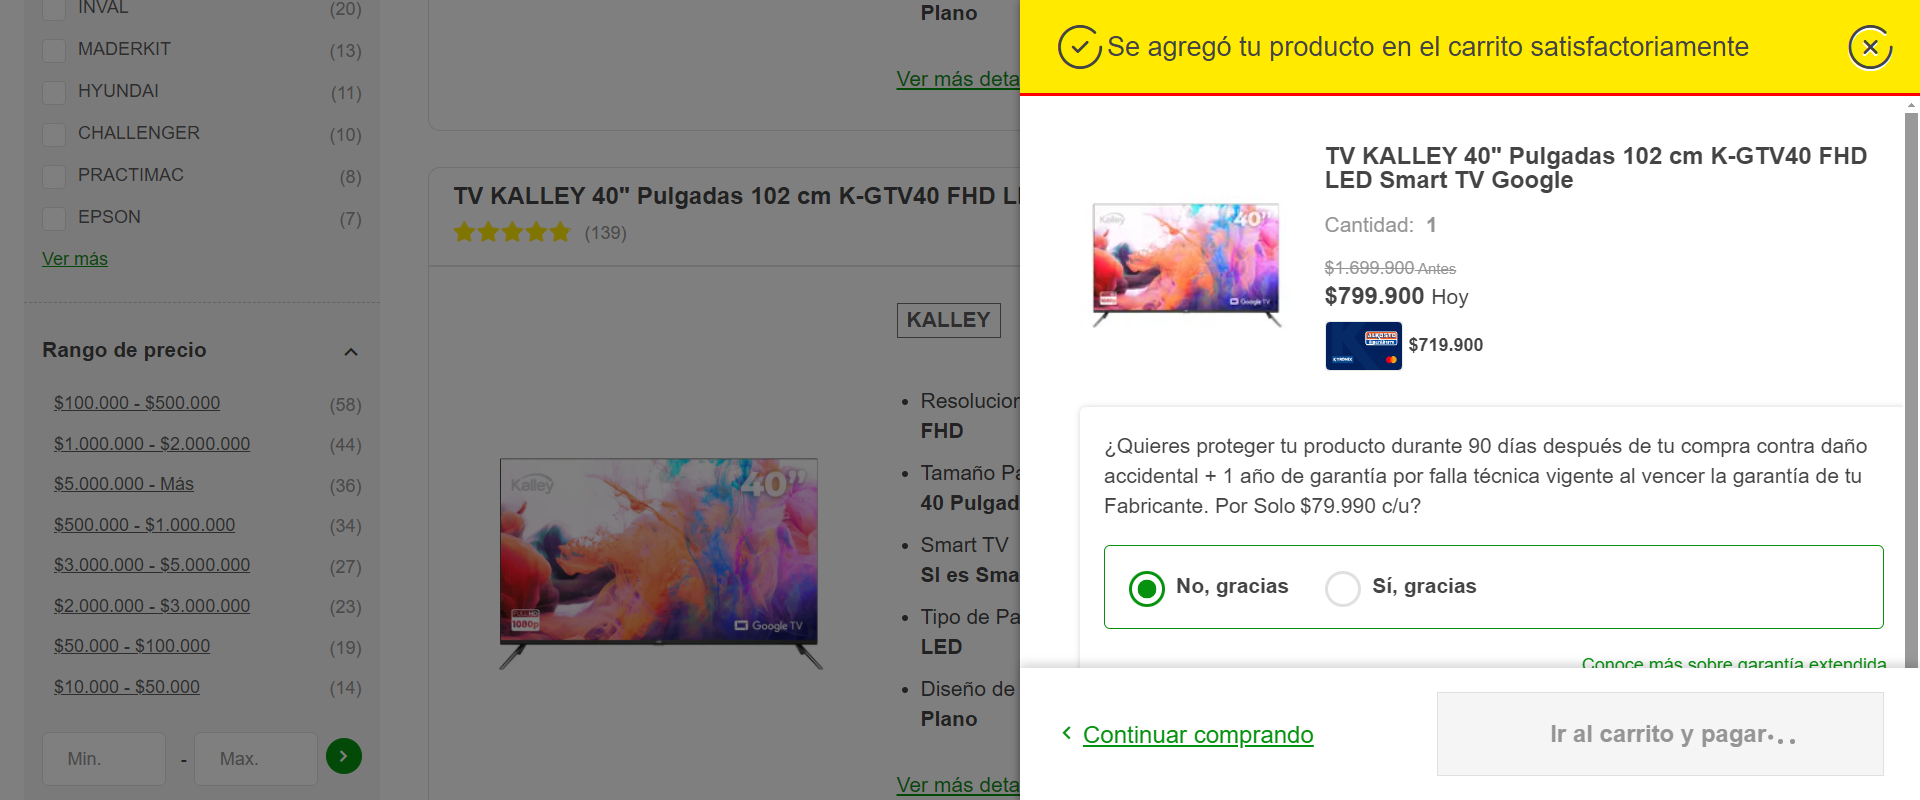 INVAL (20)
MADERKIT (13)
HYUNDAI (11)
CHALLENGER (10)
PRACTIMAC (8)
EPSON (7)
Ver más
Rango de precio
$100.000 - $500.000 (58)
$1.000.000 - $2.000.000 (44)
$5.000.000 - Más (36)
$500.000 - $1.000.000 (34)
$3.000.000 - $5.000.000 (27)
$2.000.000 - $3.000.000 (23)
$50.000 - $100.000 (19)
$10.000 - $50.000 (14)
Min. - Max.
Plano
Ver más deta
TV KALLEY 40" Pulgadas 102 cm K-GTV40 FHD LE
(139)
KALLEY
Kalley
40”
FULL HD
1080p
Google TV
Resolucion
FHD
Tamaño Pa
40 Pulgad
Smart TV
SI es Sma
Tipo de Pa
LED
Diseño de
Plano
Ver más deta
Se agregó tu producto en el carrito satisfactoriamente
Kalley
40”
1080p
Google TV
TV KALLEY 40" Pulgadas 102 cm K-GTV40 FHD
LED Smart TV Google
Cantidad: 1
$1.699.900 Antes
$799.900 Hoy
ALKOSTO
KTRONIX
$719.900
¿Quieres proteger tu producto durante 90 días después de tu compra contra daño
accidental + 1 año de garantía por falla técnica vigente al vencer la garantía de tu
Fabricante. Por Solo $79.990 c/u?
No, gracias
Sí, gracias
Conoce más sobre garantía extendida
Continuar comprando
Ir al carrito y pagar...